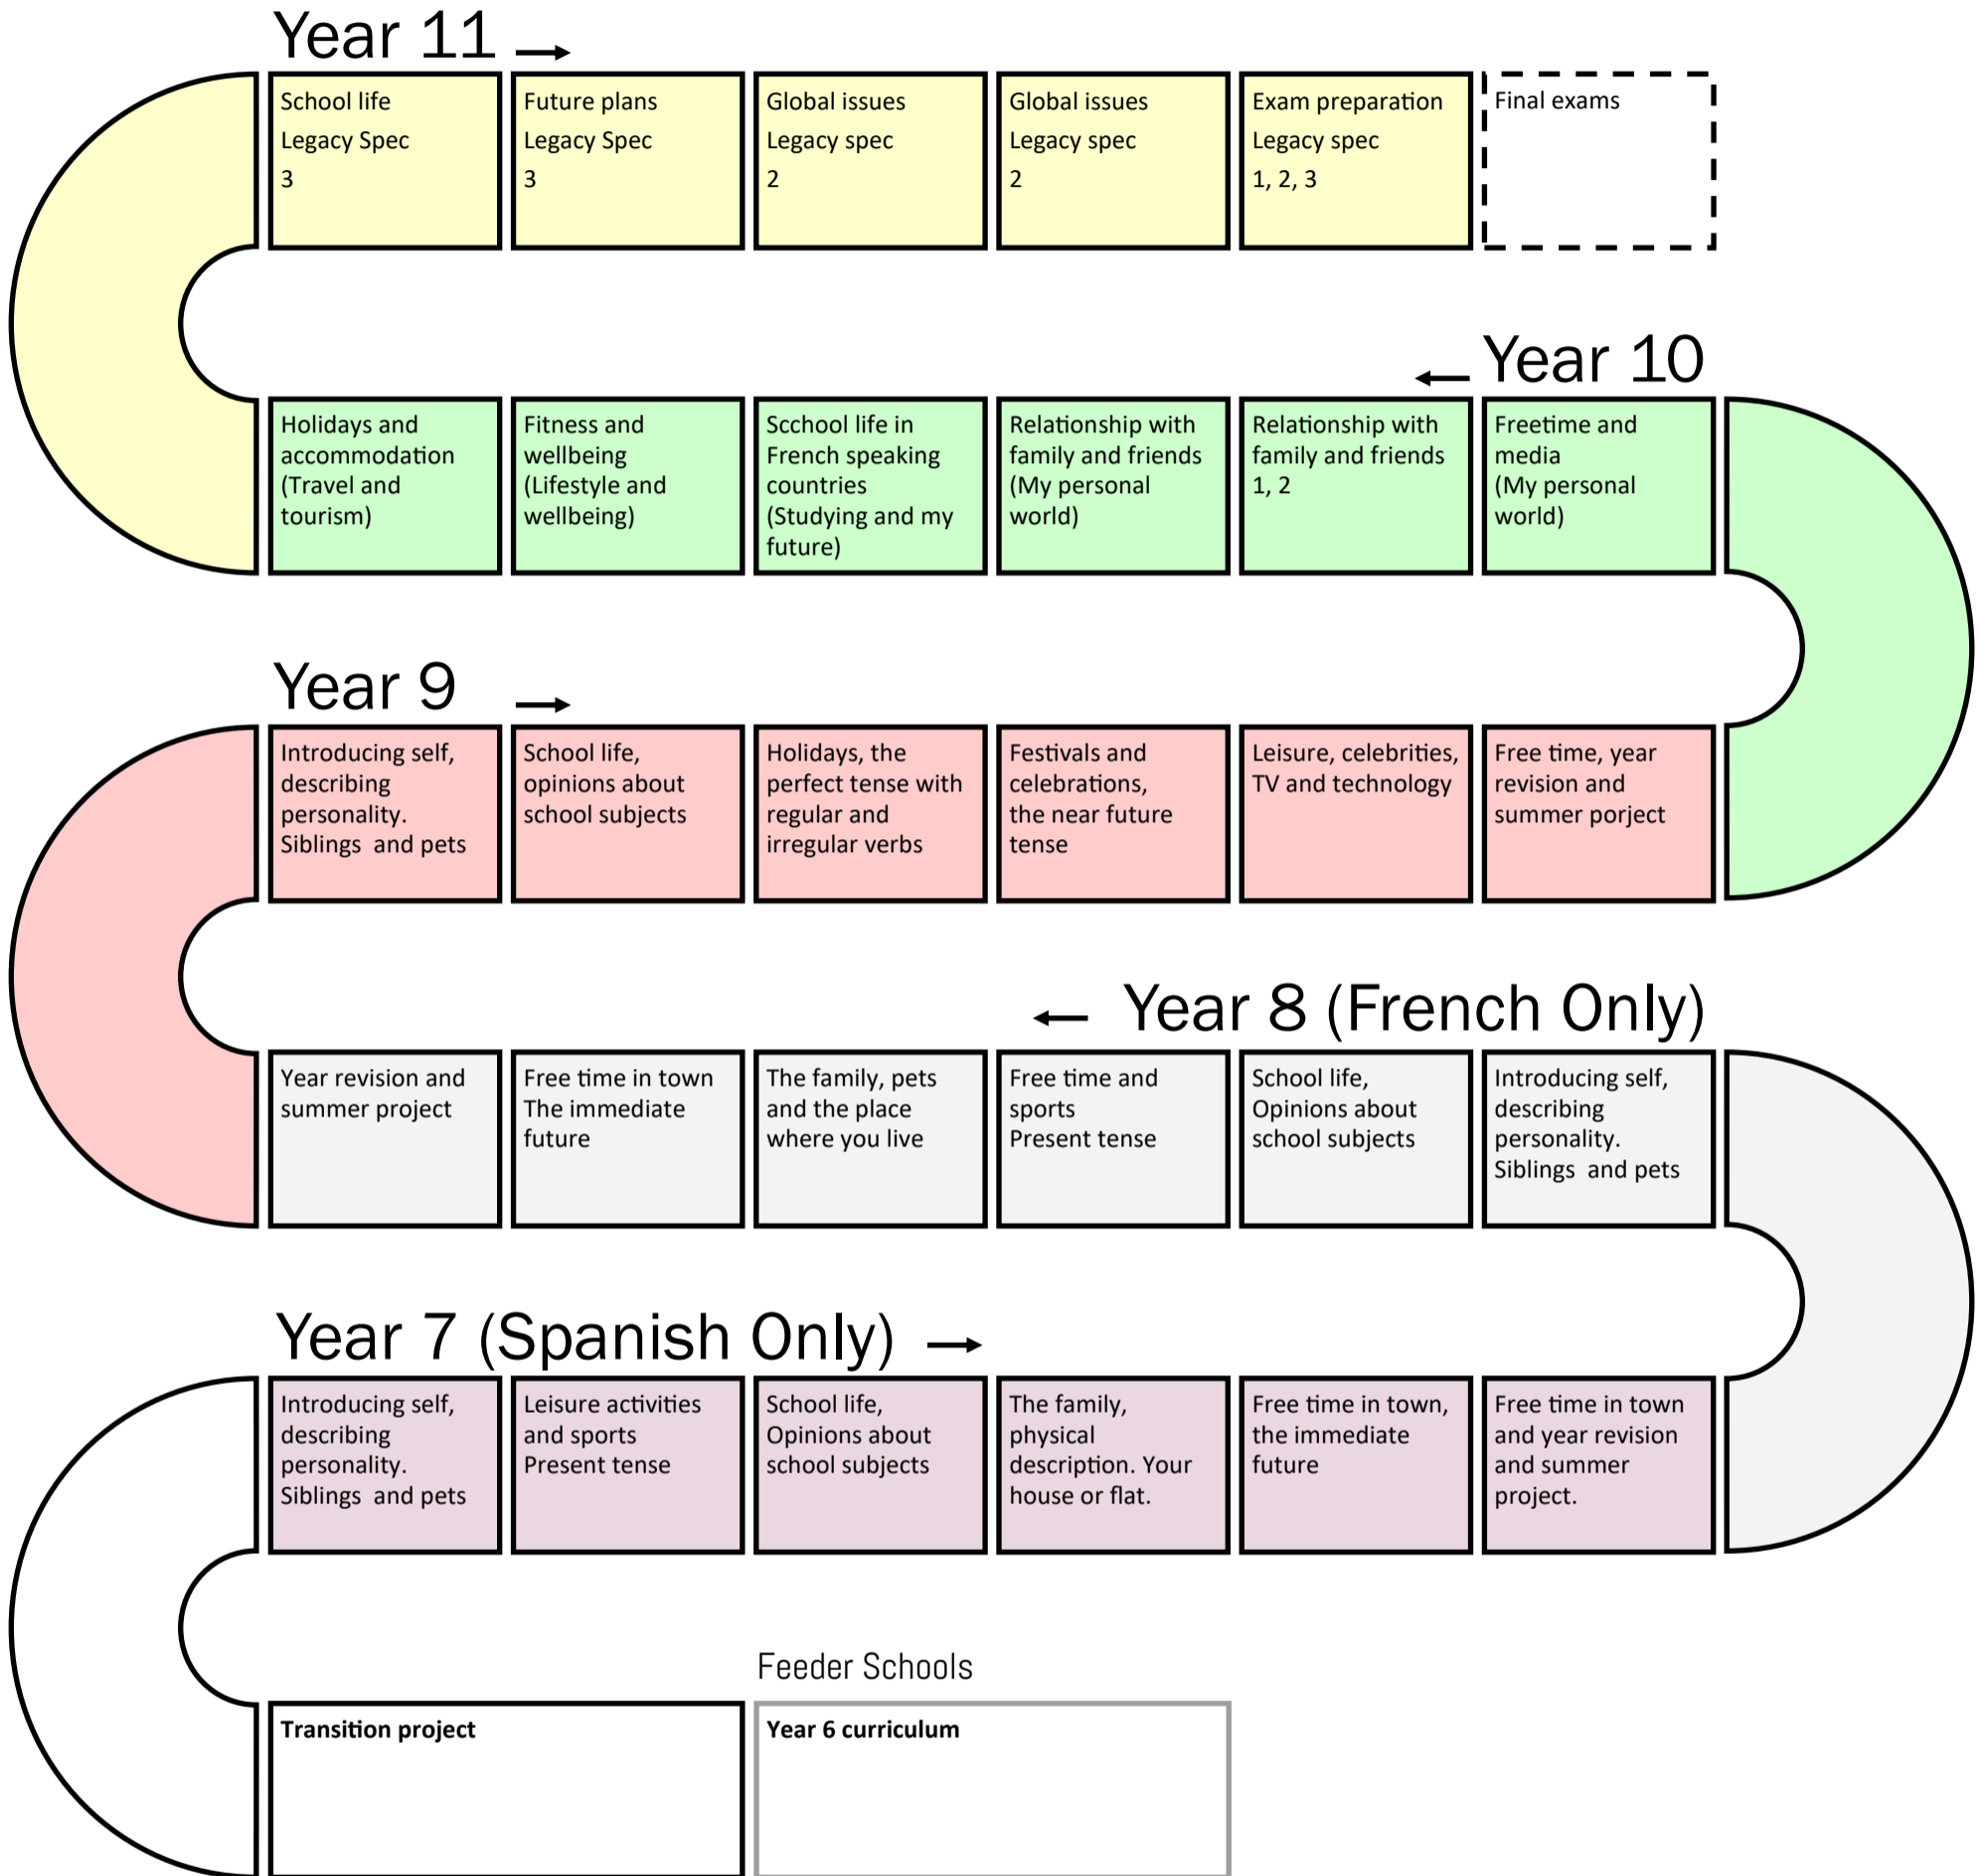 Year 11
School life
Legacy Spec
3
Future plans
Legacy Spec
3
Global issues
Legacy spec
2
Global issues
Legacy spec
2
Exam preparation
Legacy spec
1, 2, 3
Final exams
Year 10
Holidays and
accommodation
(Travel and
tourism)
Fitness and
wellbeing
(Lifestyle and
wellbeing)
Scchool life in
French speaking
countries
(Studying and my
future)
Relationship with
family and friends
(My personal
world)
Relationship with
family and friends
1, 2
Freetime and
media
(My personal
world)
Year 9
Introducing self,
describing
personality.
Siblings  and pets
School life,
opinions about
school subjects
Holidays, the
perfect tense with
regular and
irregular verbs
Festivals and
celebrations,
the near future
tense
Leisure, celebrities,
TV and technology
Free time, year
revision and
summer porject
Year 8 (French Only)
Year revision and
summer project
Free time in town
The immediate
future
The family, pets
and the place
where you live
Free time and
sports
Present tense
School life,
Opinions about
school subjects
Introducing self,
describing
personality.
Siblings  and pets
Year 7 (Spanish Only)
Introducing self,
describing
personality.
Siblings  and pets
Leisure activities
and sports
Present tense
School life,
Opinions about
school subjects
The family,
physical
description. Your
house or flat.
Free time in town,
the immediate
future
Free time in town
and year revision
and summer
project.
Feeder Schools
Transition project
Year 6 curriculum